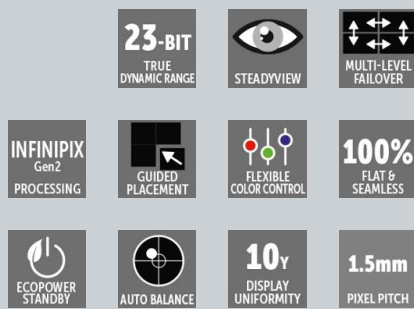 23-BIT
TRUE
DYNAMIC RANGE
STEADYVIEW
MULTI-LEVEL
FAILOVER
INFINIPIX
Gen2
PROCESSING
GUIDED
PLACEMENT
FLEXIBLE
COLOR CONTROL
100%
FLAT &
SEAMLESS
ECOPOWER
STANDBY
AUTO BALANCE
10Y
DISPLAY
UNIFORMITY
1.5mm
PIXEL PITCH